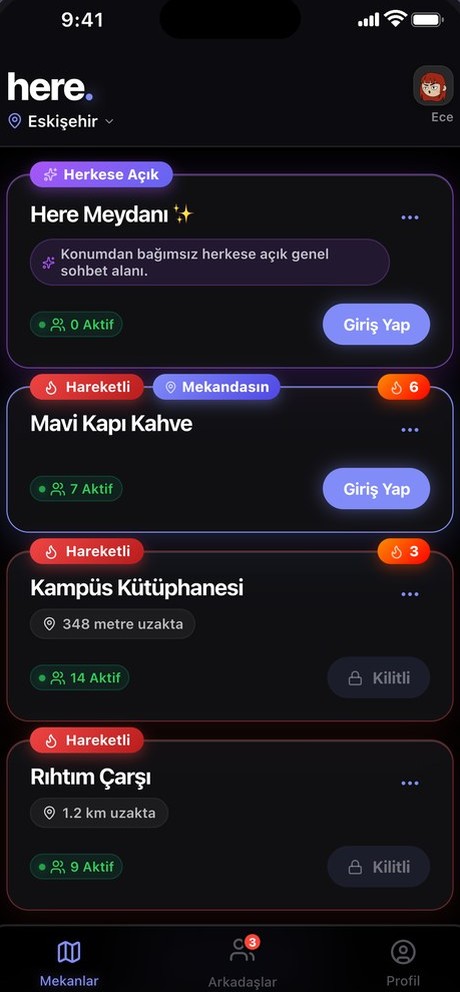 9:41
here.
Eskişehir
Ece
Herkese Açık
Here Meydanı ✨
Konumdan bağımsız herkese açık genel
sohbet alanı.
0 Aktif
Giriş Yap
Hareketli
Mekandasın
6
Mavi Kapı Kahve
7 Aktif
Giriş Yap
Hareketli
3
Kampüs Kütüphanesi
348 metre uzakta
14 Aktif
Kilitli
Hareketli
Rıhtım Çarşı
1.2 km uzakta
9 Aktif
Kilitli
3
Mekanlar
Arkadaşlar
Profil